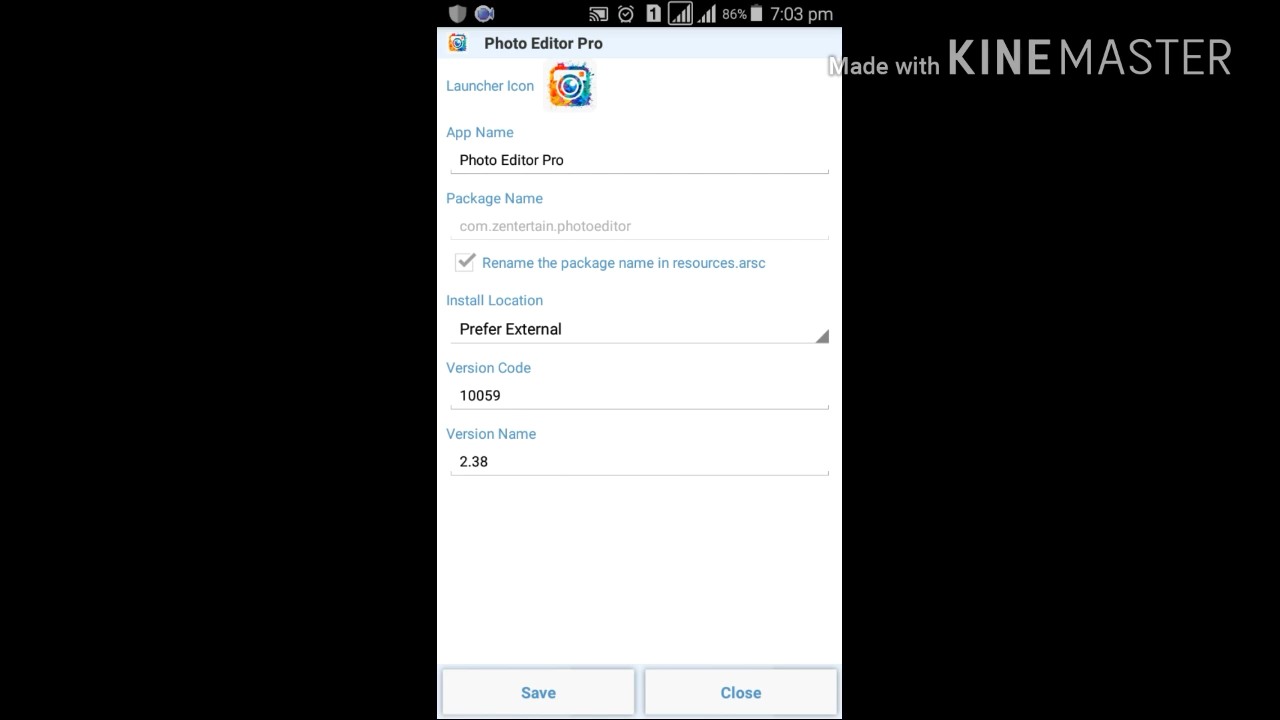 1 86% 7:03 pm
Photo Editor Pro
Made with KINEMASTER
Launcher Icon
App Name
Photo Editor Pro
Package Name
com.zentertain.photoeditor
Rename the package name in resources.arsc
Install Location
Prefer External
Version Code
10059
Version Name
2.38
Save Close